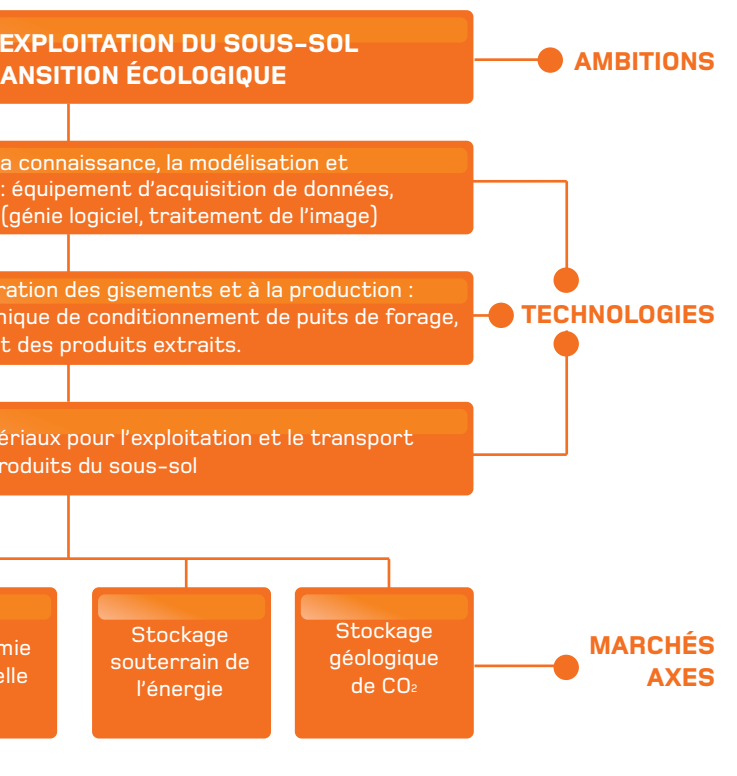 EXPLOITATION DU SOUS-SOL
ANSITION ÉCOLOGIQUE
AMBITIONS
a connaissance, la modélisation et
: équipement d'acquisition de données,
(génie logiciel, traitement de l'image)
ration des gisements et à la production :
nique de conditionnement de puits de forage,
t des produits extraits.
TECHNOLOGIES
ériaux pour l'exploitation et le transport
roduits du sous-sol
mie
elle
Stockage
souterrain de
l'énergie
Stockage
géologique
de CO₂
MARCHÉS
AXES